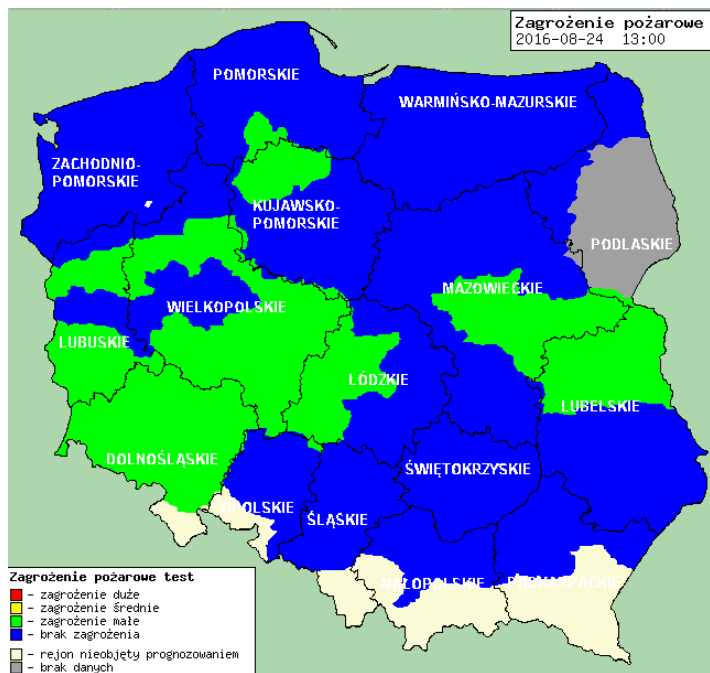 Zagrożenie pożarowe
2016-08-24 13:00
POMORSKIE
WARMIŃSKO-MAZURSKIE
ZACHODNIO-
POMORSKIE
KUJAWSKO-
POMORSKIE
PODLASKIE
MAZOWIECKIE
WIELKOPOLSKIE
LUBUSKIE
ŁÓDZKIE
LUBELSKIE
DOLNOŚLĄSKIE
ŚWIĘTOKRZYSKIE
OPOLSKIE
ŚLĄSKIE
MAŁOPOLSKIE
PODKARPACKIE
Zagrożenie pożarowe test
- zagrożenie duże
- zagrożenie średnie
- zagrożenie małe
- brak zagrożenia
- rejon nieobjęty prognozowaniem
- brak danych